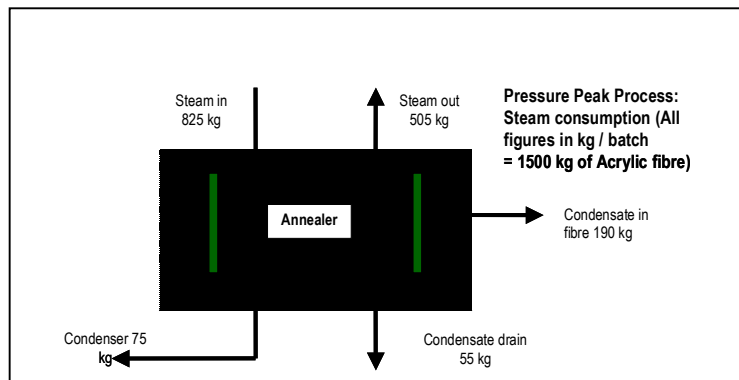 Steam in
825 kg
Steam out
505 kg
Pressure Peak Process:
Steam consumption (All
figures in kg / batch
= 1500 kg of Acrylic fibre)
Annealer
Condensate in
fibre 190 kg
Condenser 75
kg
Condensate drain
55 kg